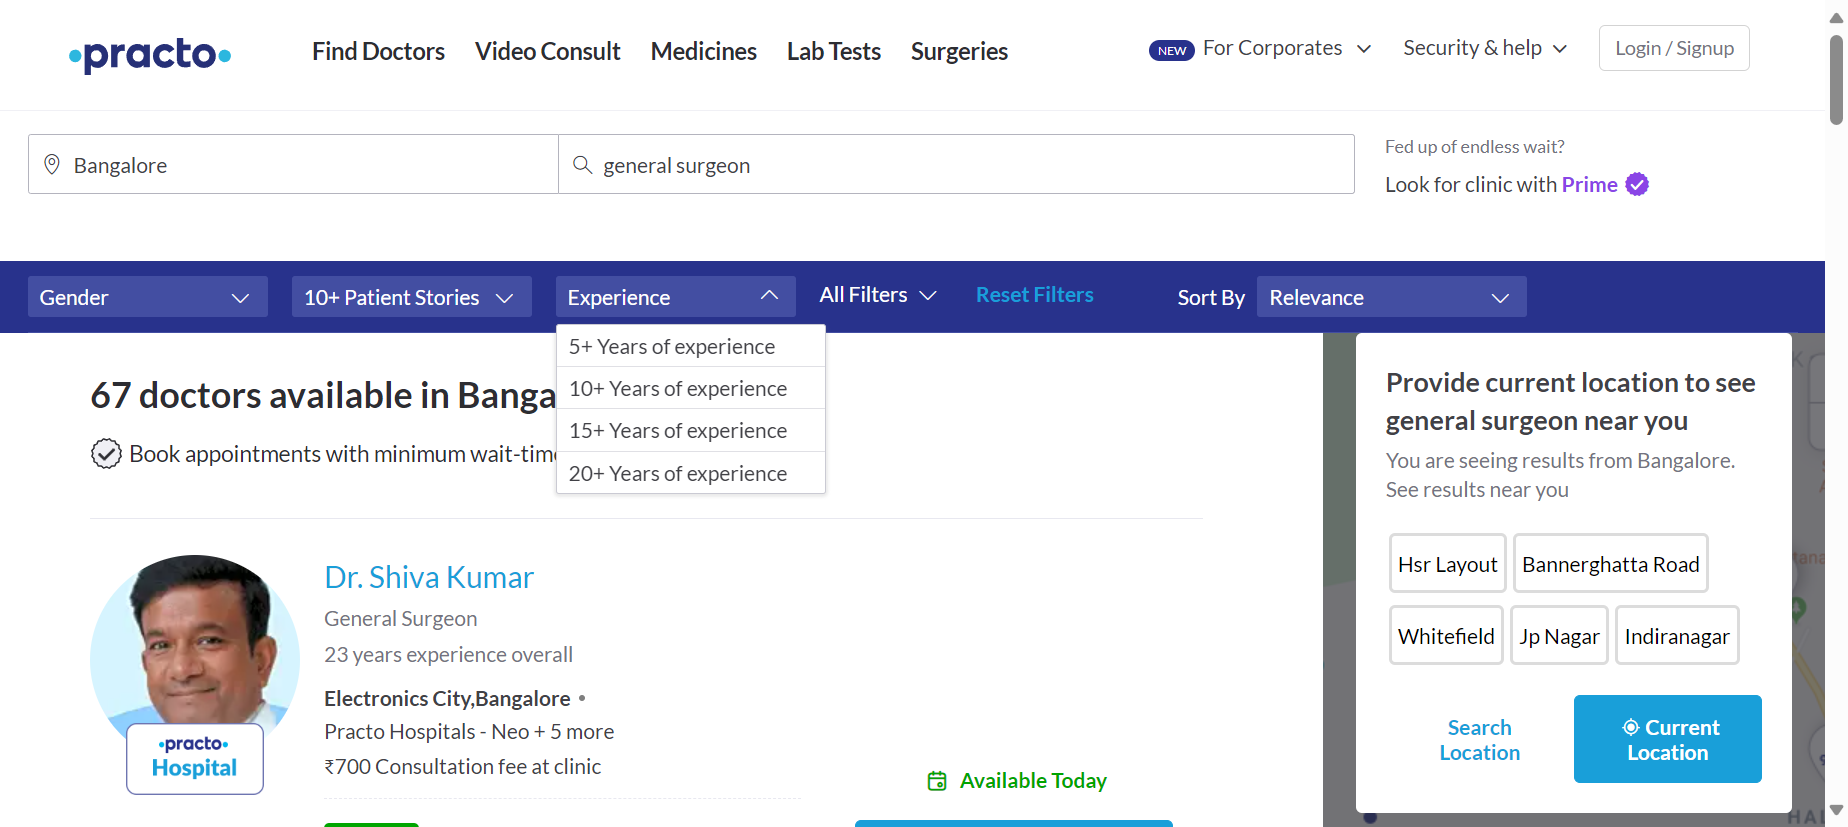 practo
Find Doctors
Video Consult
Medicines
Lab Tests
Surgeries
NEW
For Corporates
Security & help
Login / Signup
Bangalore
general surgeon
Fed up of endless wait?
Look for clinic with Prime
Gender
10+ Patient Stories
Experience
All Filters
Reset Filters
Sort By
Relevance
5+ Years of experience
10+ Years of experience
15+ Years of experience
20+ Years of experience
67 doctors available in Banga
Book appointments with minimum wait-tim
Dr. Shiva Kumar
General Surgeon
23 years experience overall
Electronics City,Bangalore •
Practo Hospitals - Neo + 5 more
₹700 Consultation fee at clinic
practo
Hospital
Available Today
Provide current location to see
general surgeon near you
You are seeing results from Bangalore.
See results near you
Hsr Layout
Bannerghatta Road
Whitefield
Jp Nagar
Indiranagar
Search
Location
Current
Location